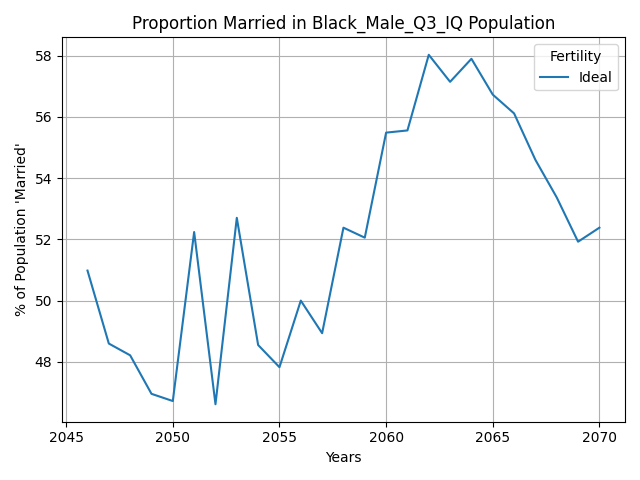 Proportion Married in Black_Male_Q3_IQ Population
Fertility
Ideal
% of Population 'Married'
58
56
54
52
50
48
2045
2050
2055
2060
2065
2070
Years